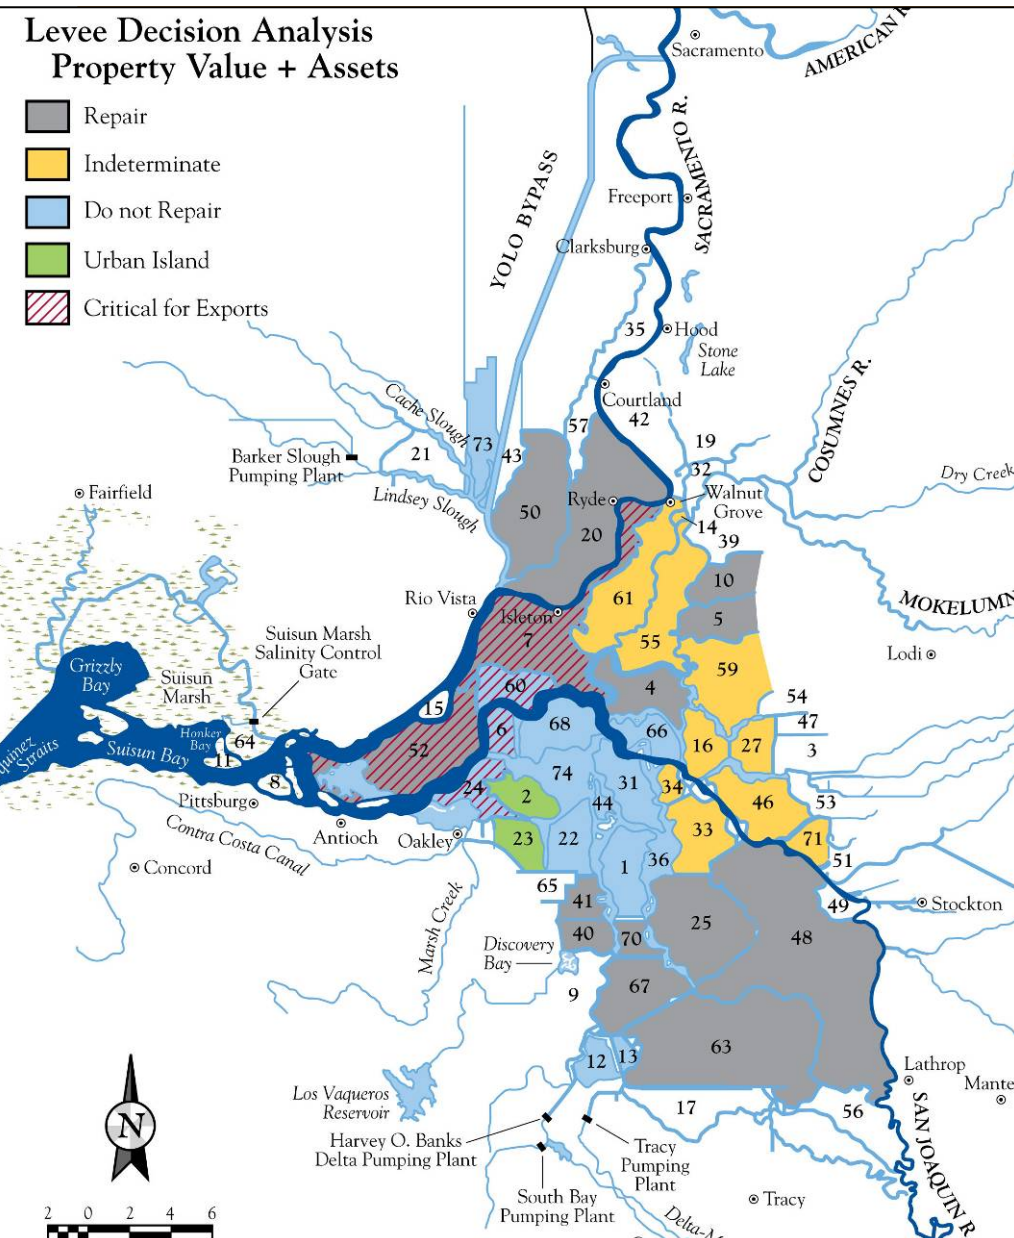 Levee Decision Analysis
Property Value + Assets
Repair
Indeterminate
Do not Repair
Urban Island
Critical for Exports
Sacramento
AMERICAN R
SACRAMENTO R.
YOLO BYPASS
Freeport
Clarksburg
35
Hood
Stone
Lake
Courtland
42
57
COSUMNES R.
Cache Slough
73
43
21
19
32
Barker Slough
Pumping Plant
Lindsey Slough
Dry Creek
Fairfield
Ryde
Walnut
Grove
50
20
14
39
10
5
61
55
MOKELUMN
Rio Vista
Isleton
7
Lodi
Suisun Marsh
Salinity Control
Gate
Grizzly
Bay
Suisun
Marsh
59
60
4
54
15
6
68
66
16
27
47
3
Honker
Bay
64
11
Suisun Bay
quinez
Straits
52
24
74
31
34
8
2
44
46
53
Pittsburg
Antioch
Oakley
23
22
33
71
Contra Costa Canal
Concord
1
36
51
65
41
49
Stockton
Marsh Creek
40
70
25
48
Discovery
Bay
9
67
63
12
13
Lathrop
Mante
Los Vaqueros
Reservoir
17
56
N
Harvey O. Banks
Delta Pumping Plant
Tracy
Pumping
Plant
SAN JOAQUIN R
South Bay
Pumping Plant
Tracy
Delta-M
2 0 2 4 6